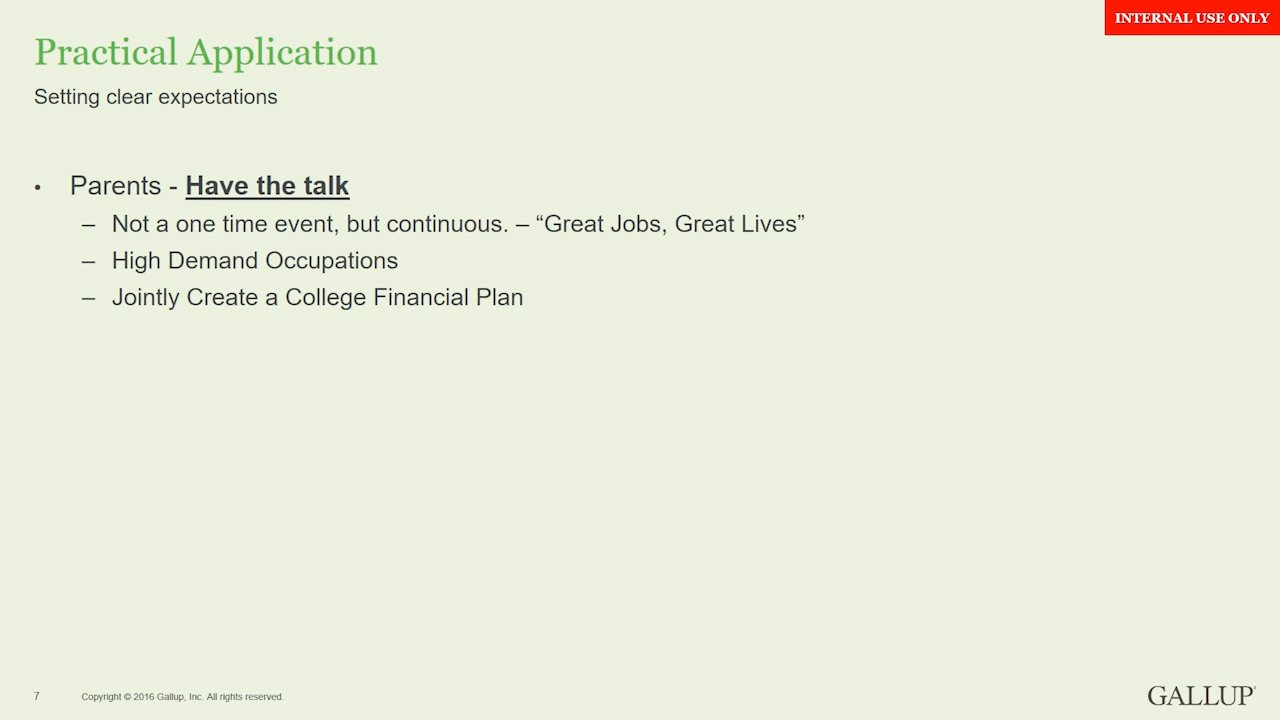 INTERNAL USE ONLY
Practical Application
Setting clear expectations
• Parents - Have the talk
– Not a one time event, but continuous. – “Great Jobs, Great Lives”
– High Demand Occupations
– Jointly Create a College Financial Plan
7 Copyright © 2016 Gallup, Inc. All rights reserved.
GALLUP®